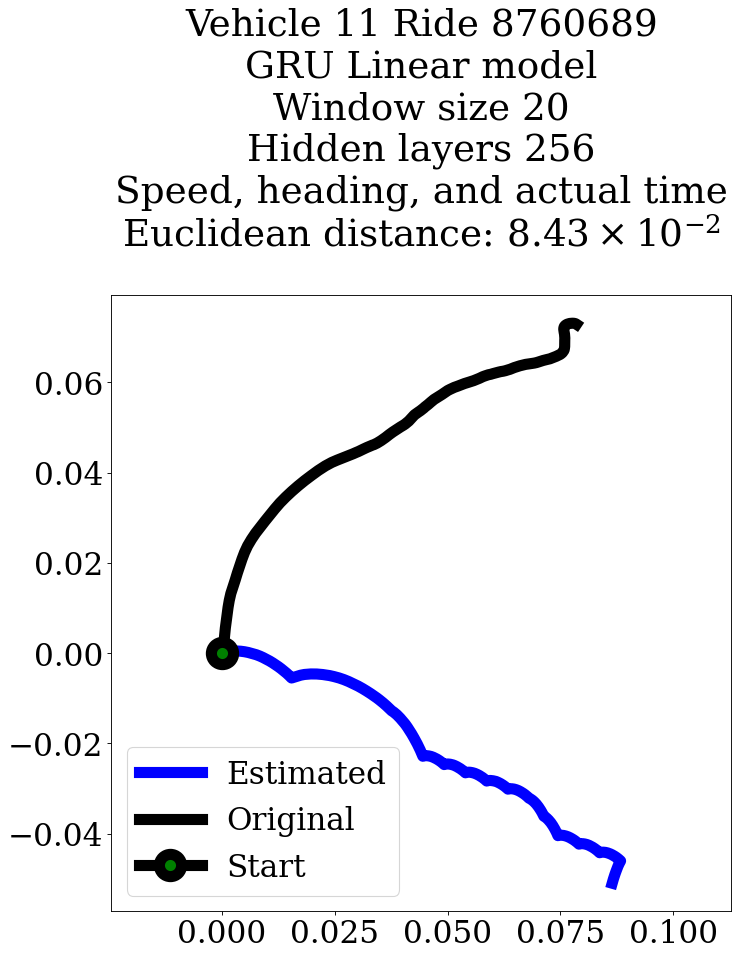 Vehicle 11 Ride 8760689
GRU Linear model
Window size 20
Hidden layers 256
Speed, heading, and actual time
Euclidean distance: 8.43 × 10⁻²
0.06
0.04
0.02
0.00
−0.02
−0.04
Estimated
Original
Start
0.000 0.025 0.050 0.075 0.100